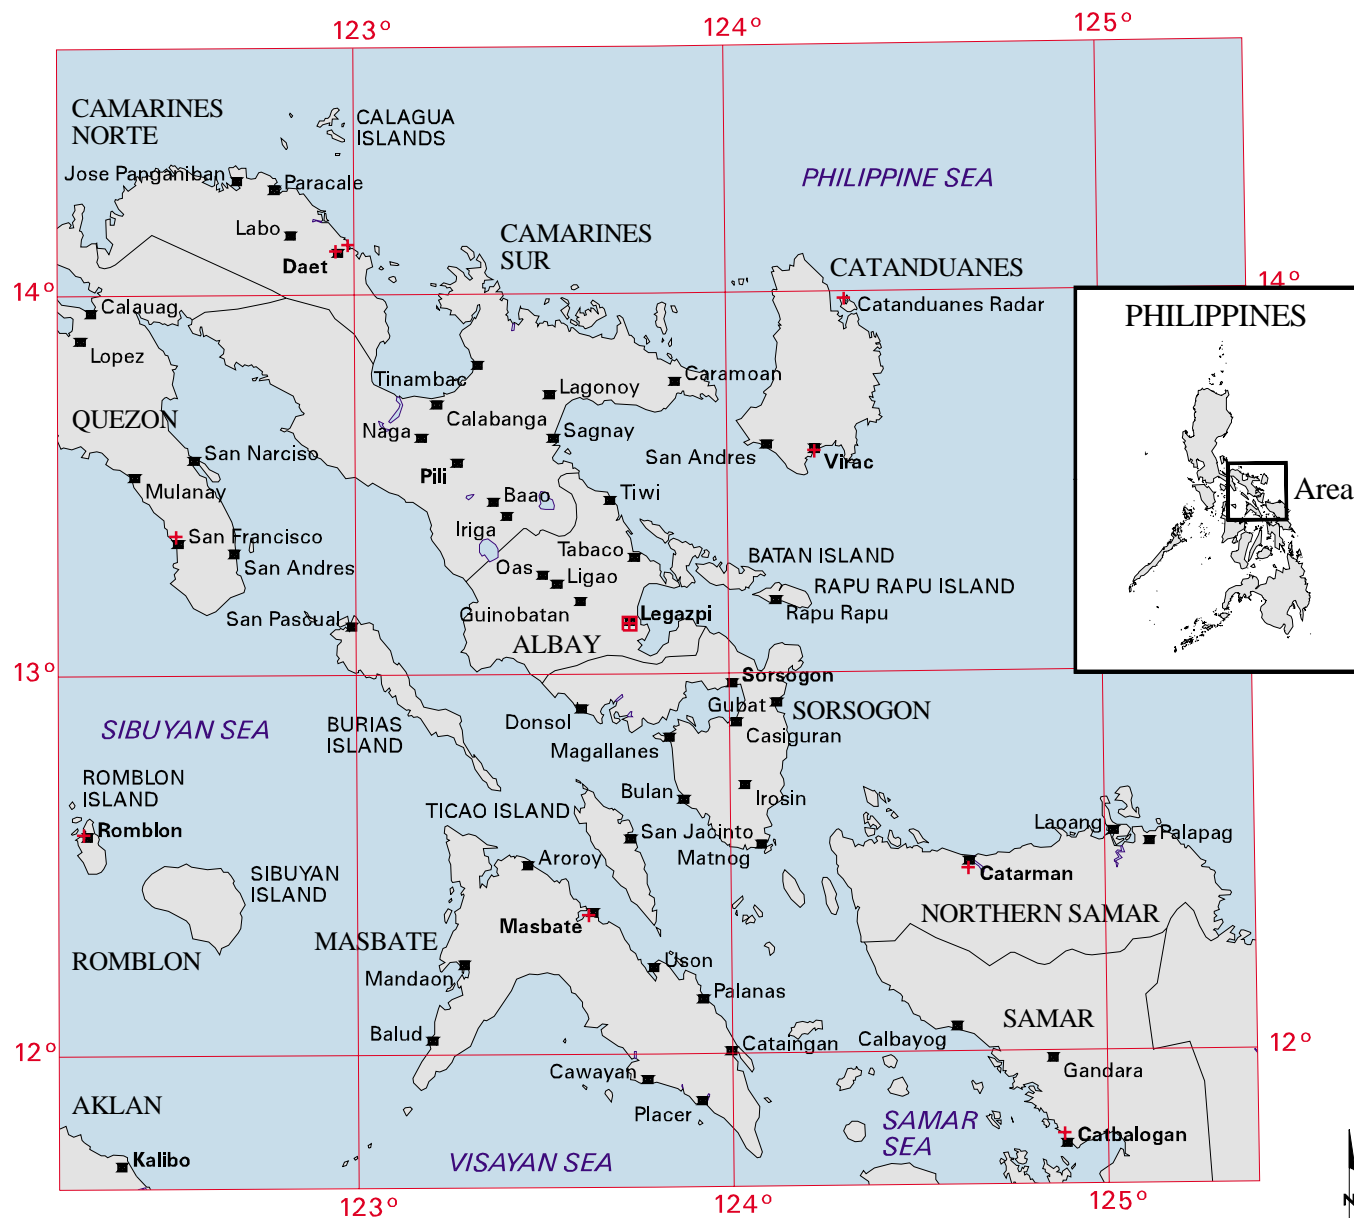 123°
124°
125°
CAMARINES
NORTE
CALAGUA
ISLANDS
Jose Panganiban
Paracale
PHILIPPINE SEA
Labo
CAMARINES
SUR
Daet
CATANDUANES
14°
14°
Calauag
Catanduanes Radar
PHILIPPINES
Lopez
Tinambac
Caramoan
Lagonoy
QUEZON
Calabanga
Naga
Sagnay
San Narciso
San Andres
Virac
Pili
Mulanay
Baao
Tiwi
Area
Iriga
San Francisco
Tabaco
BATAN ISLAND
San Andres
Oas
Ligao
RAPU RAPU ISLAND
San Pascual
Guinobatan
Legazpi
Rapu Rapu
ALBAY
13°
Sorsogon
Gubat
SORSOGON
SIBUYAN SEA
BURIAS
ISLAND
Donsol
Casiguran
Magallanes
ROMBLON
ISLAND
Bulan
Irosin
TICAO ISLAND
Romblon
San Jacinto
Laoang
Palapag
Aroroy
Matnog
SIBUYAN
ISLAND
Catarman
Masbate
NORTHERN SAMAR
MASBATE
ROMBLON
Uson
Mandaon
Palanas
SAMAR
Balud
Cataingan
Calbayog
12°
12°
Cawayan
Gandara
AKLAN
Placer
SAMAR
SEA
Catbalogan
Kalibo
VISAYAN SEA
123°
124°
125°
N